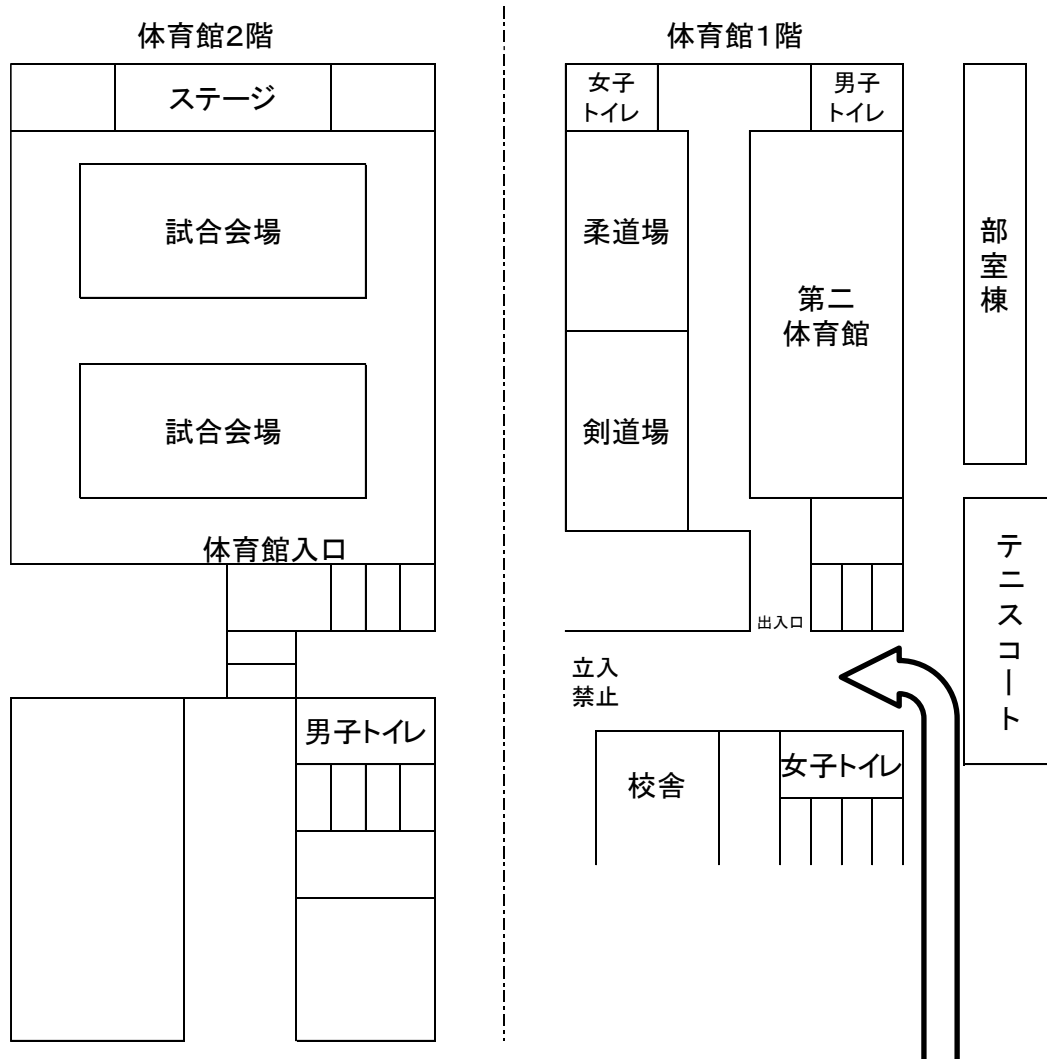 体育館2階
ステージ
試合会場
試合会場
体育館入口
男子トイレ
体育館1階
女子
トイレ
男子
トイレ
柔道場
第二
体育館
剣道場
出入口
立入
禁止
校舎
女子トイレ
部室棟
テニスコート